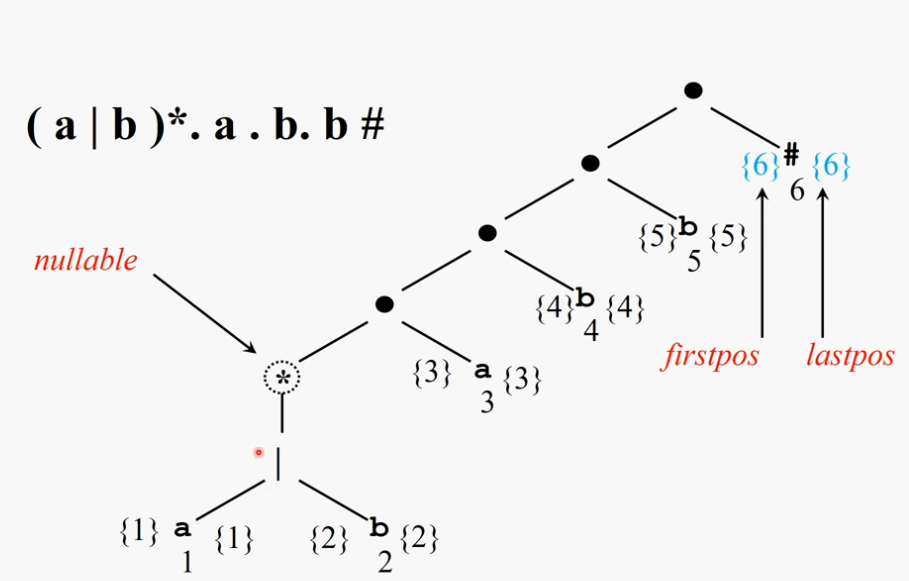 ( a | b )*. a . b. b #
{6} # {6}
6
{5} b {5}
5
nullable
{4} b {4}
4
firstpos lastpos
* {3} a {3}
3
|
{1} a {1} {2} b {2}
1 2